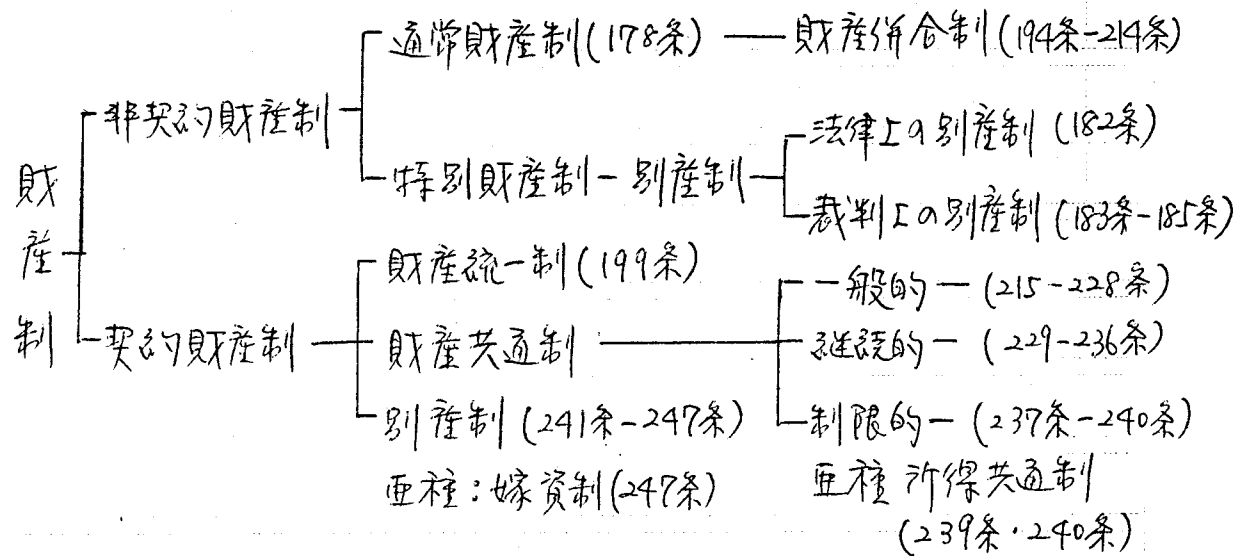 財産制
非契約財産制
通常財産制(178条)
財産併合制(194条-214条)
特別財産制-別産制
法律上の別産制(182条)
裁判上の別産制(183条-185条)
契約財産制
財産統一制(199条)
財産共通制
一般的ー(215-228条)
継続的ー(229-236条)
制限的ー(237条-240条)
亜種 所得共通制
(239条・240条)
別産制(241条-247条)
亜種:嫁資制(247条)